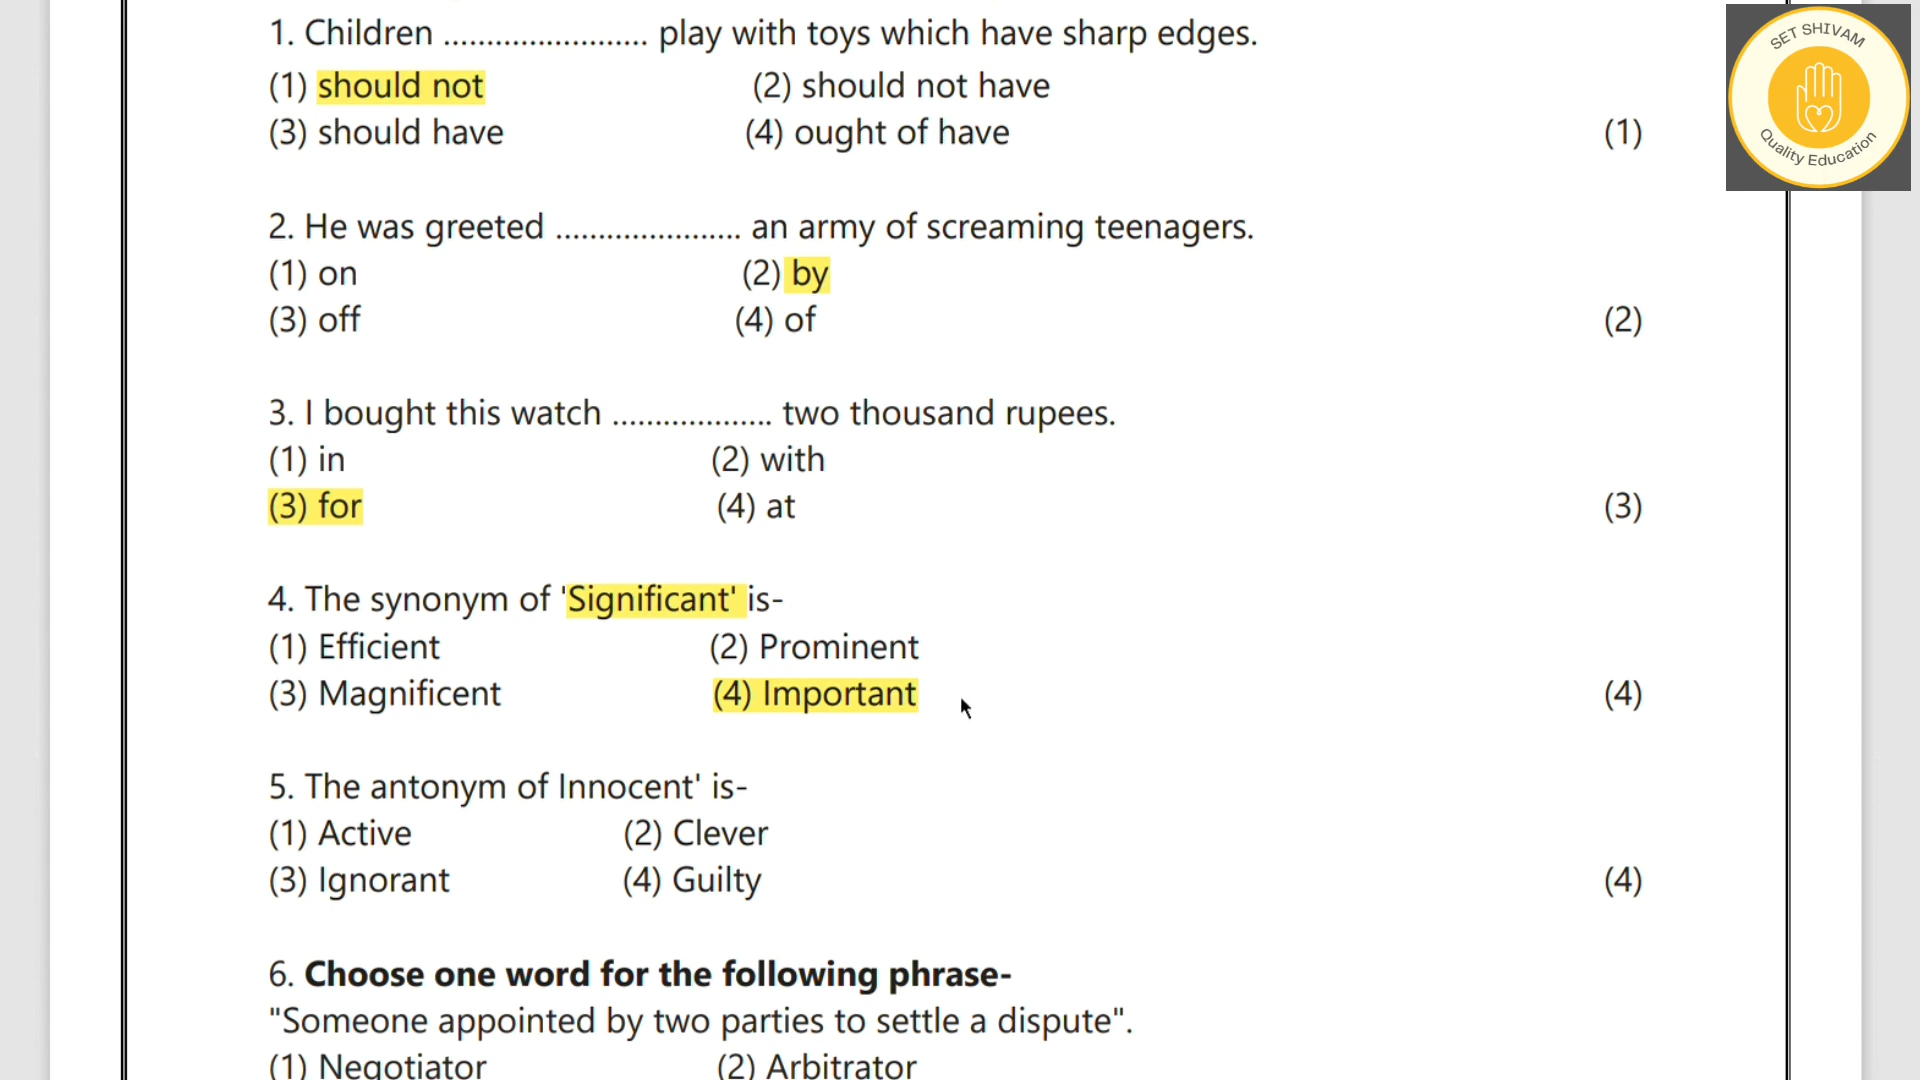 1. Children ........................ play with toys which have sharp edges.
(1) should not (2) should not have
(3) should have (4) ought of have (1)
2. He was greeted ...................... an army of screaming teenagers.
(1) on (2) by
(3) off (4) of (2)
3. I bought this watch ................... two thousand rupees.
(1) in (2) with
(3) for (4) at (3)
4. The synonym of 'Significant' is-
(1) Efficient (2) Prominent
(3) Magnificent (4) Important (4)
5. The antonym of Innocent' is-
(1) Active (2) Clever
(3) Ignorant (4) Guilty (4)
6. Choose one word for the following phrase-
"Someone appointed by two parties to settle a dispute".
(1) Negotiator (2) Arbitrator
SET SHIVAM
Quality Education